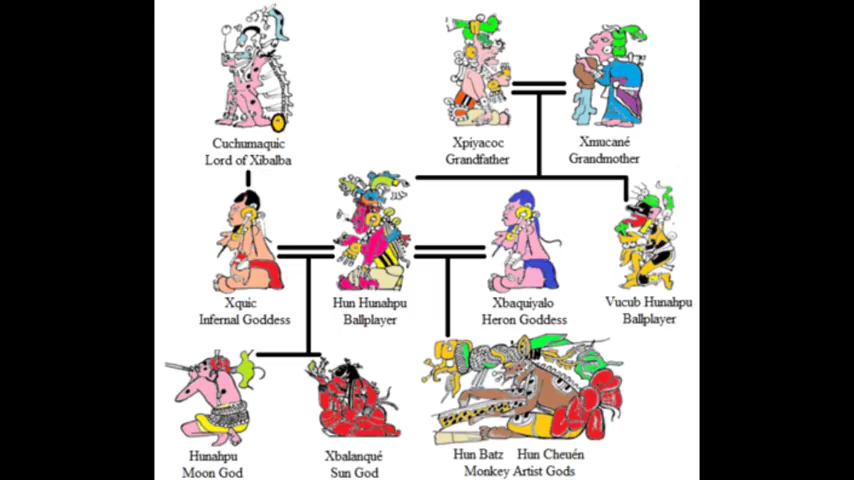 Cuchumaquic
Lord of Xibalba
Xpiyacoc
Grandfather
Xmucané
Grandmother
Xquic
Infernal Goddess
Hun Hunahpu
Ballplayer
Xbaquiyalo
Heron Goddess
Vucub Hunahpu
Ballplayer
Hunahpu
Moon God
Xbalanqué
Sun God
Hun Batz Hun Cheuén
Monkey Artist Gods